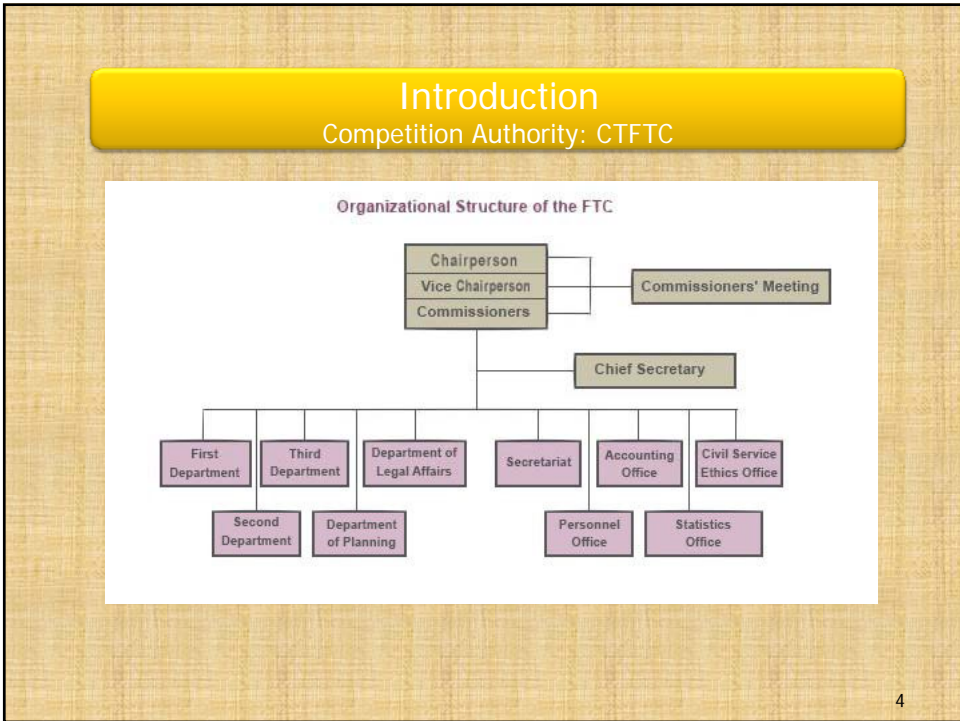 Introduction
Competition Authority: CTFTC
Organizational Structure of the FTC
Chairperson
Vice Chairperson
Commissioners
Commissioners' Meeting
Chief Secretary
First
Department
Third
Department
Department of
Legal Affairs
Secretariat
Accounting
Office
Civil Service
Ethics Office
Second
Department
Department
of Planning
Personnel
Office
Statistics
Office
4